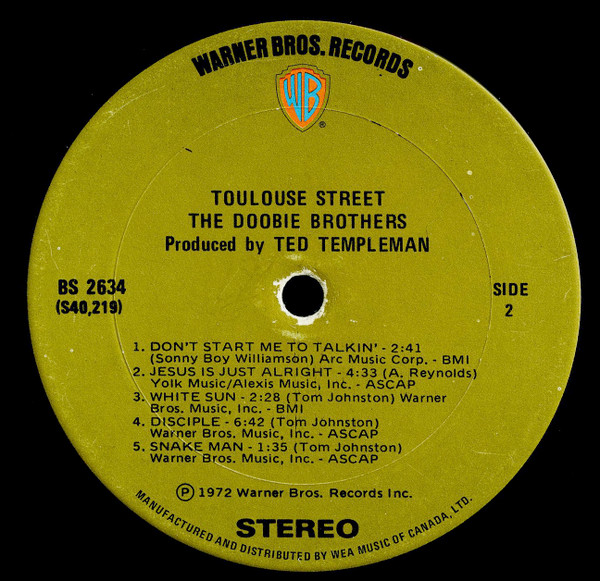 WARNER BROS. RECORDS
WB
®
TOULOUSE STREET
THE DOOBIE BROTHERS
Produced by TED TEMPLEMAN
BS 2634
(S40,219)
SIDE
2
1. DON'T START ME TO TALKIN' - 2:41
(Sonny Boy Williamson) Arc Music Corp. - BMI
2. JESUS IS JUST ALRIGHT - 4:33 (A. Reynolds)
Yolk Music/Alexis Music, Inc. - ASCAP
3. WHITE SUN - 2:28 (Tom Johnston) Warner
Bros. Music, Inc. - BMI
4. DISCIPLE - 6:42 (Tom Johnston)
Warner Bros. Music, Inc. - ASCAP
5. SNAKE MAN - 1:35 (Tom Johnston)
Warner Bros. Music, Inc. - ASCAP
Ⓟ 1972 Warner Bros. Records Inc.
STEREO
MANUFACTURED AND DISTRIBUTED BY WEA MUSIC OF CANADA, LTD.